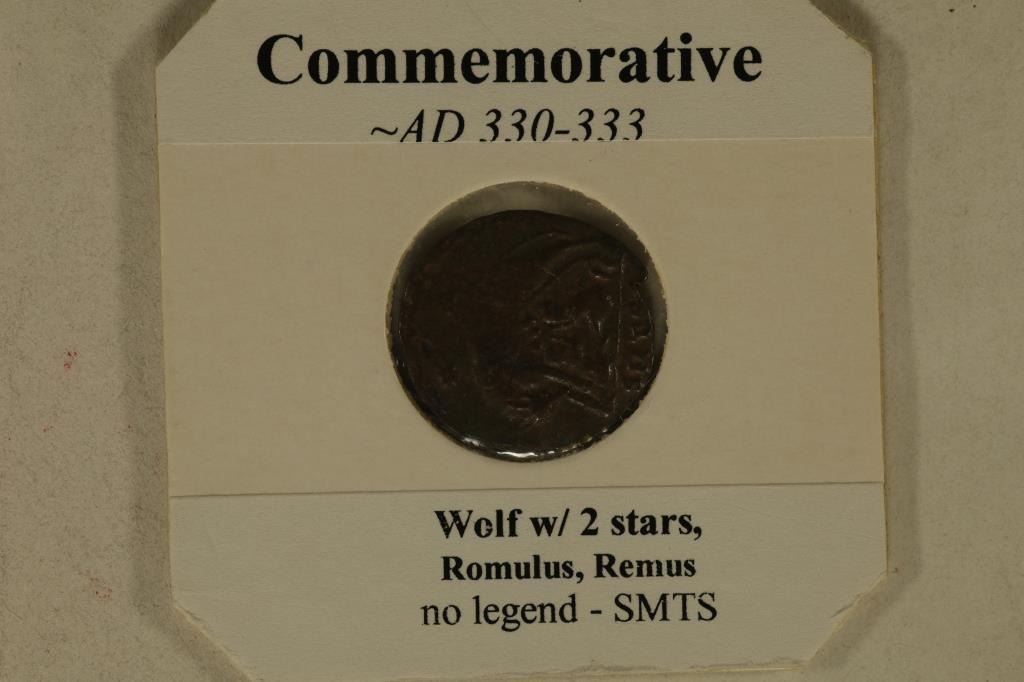 Commemorative
~AD 330-333
Wolf w/ 2 stars,
Romulus, Remus
no legend - SMTS